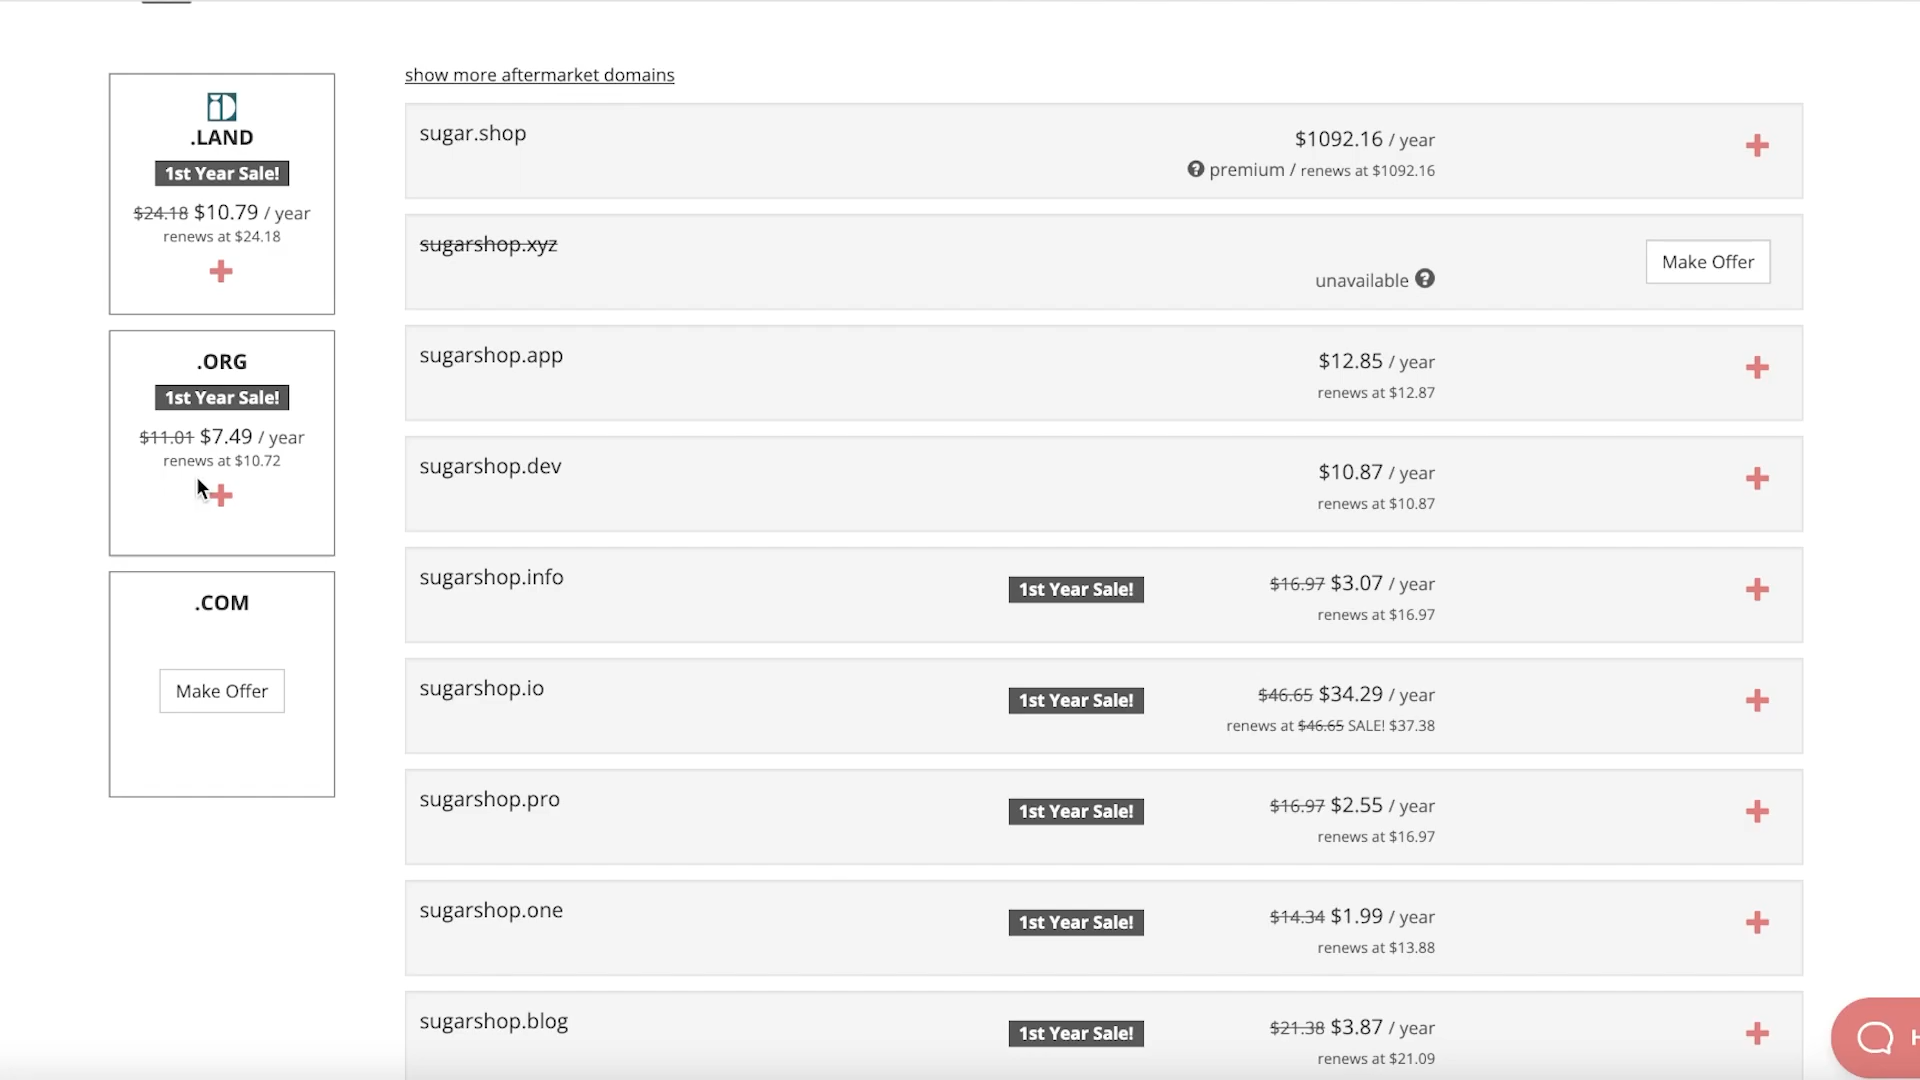 .LAND
1st Year Sale!
$24.18 $10.79 / year
renews at $24.18
.ORG
1st Year Sale!
$11.01 $7.49 / year
renews at $10.72
.COM
Make Offer
show more aftermarket domains
sugar.shop
$1092.16 / year
premium / renews at $1092.16
sugarshop.xyz
unavailable
Make Offer
sugarshop.app
$12.85 / year
renews at $12.87
sugarshop.dev
$10.87 / year
renews at $10.87
sugarshop.info
1st Year Sale!
$16.97 $3.07 / year
renews at $16.97
sugarshop.io
1st Year Sale!
$46.65 $34.29 / year
renews at $46.65 SALE! $37.38
sugarshop.pro
1st Year Sale!
$16.97 $2.55 / year
renews at $16.97
sugarshop.one
1st Year Sale!
$14.34 $1.99 / year
renews at $13.88
sugarshop.blog
1st Year Sale!
$21.38 $3.87 / year
renews at $21.09